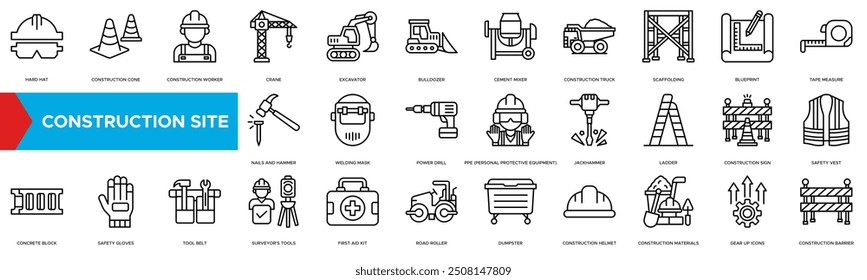 HARD HAT
CONSTRUCTION CONE
CONSTRUCTION WORKER
CRANE
EXCAVATOR
BULLDOZER
CEMENT MIXER
CONSTRUCTION TRUCK
SCAFFOLDING
BLUEPRINT
TAPE MEASURE
CONSTRUCTION SITE
NAILS AND HAMMER
WELDING MASK
POWER DRILL
PPE (PERSONAL PROTECTIVE EQUIPMENT)
JACKHAMMER
LADDER
CONSTRUCTION SIGN
SAFETY VEST
CONCRETE BLOCK
SAFETY GLOVES
TOOL BELT
SURVEYOR'S TOOLS
FIRST AID KIT
ROAD ROLLER
DUMPSTER
CONSTRUCTION HELMET
CONSTRUCTION MATERIALS
GEAR UP ICONS
CONSTRUCTION BARRIER
shutterstock.com · 2508147809